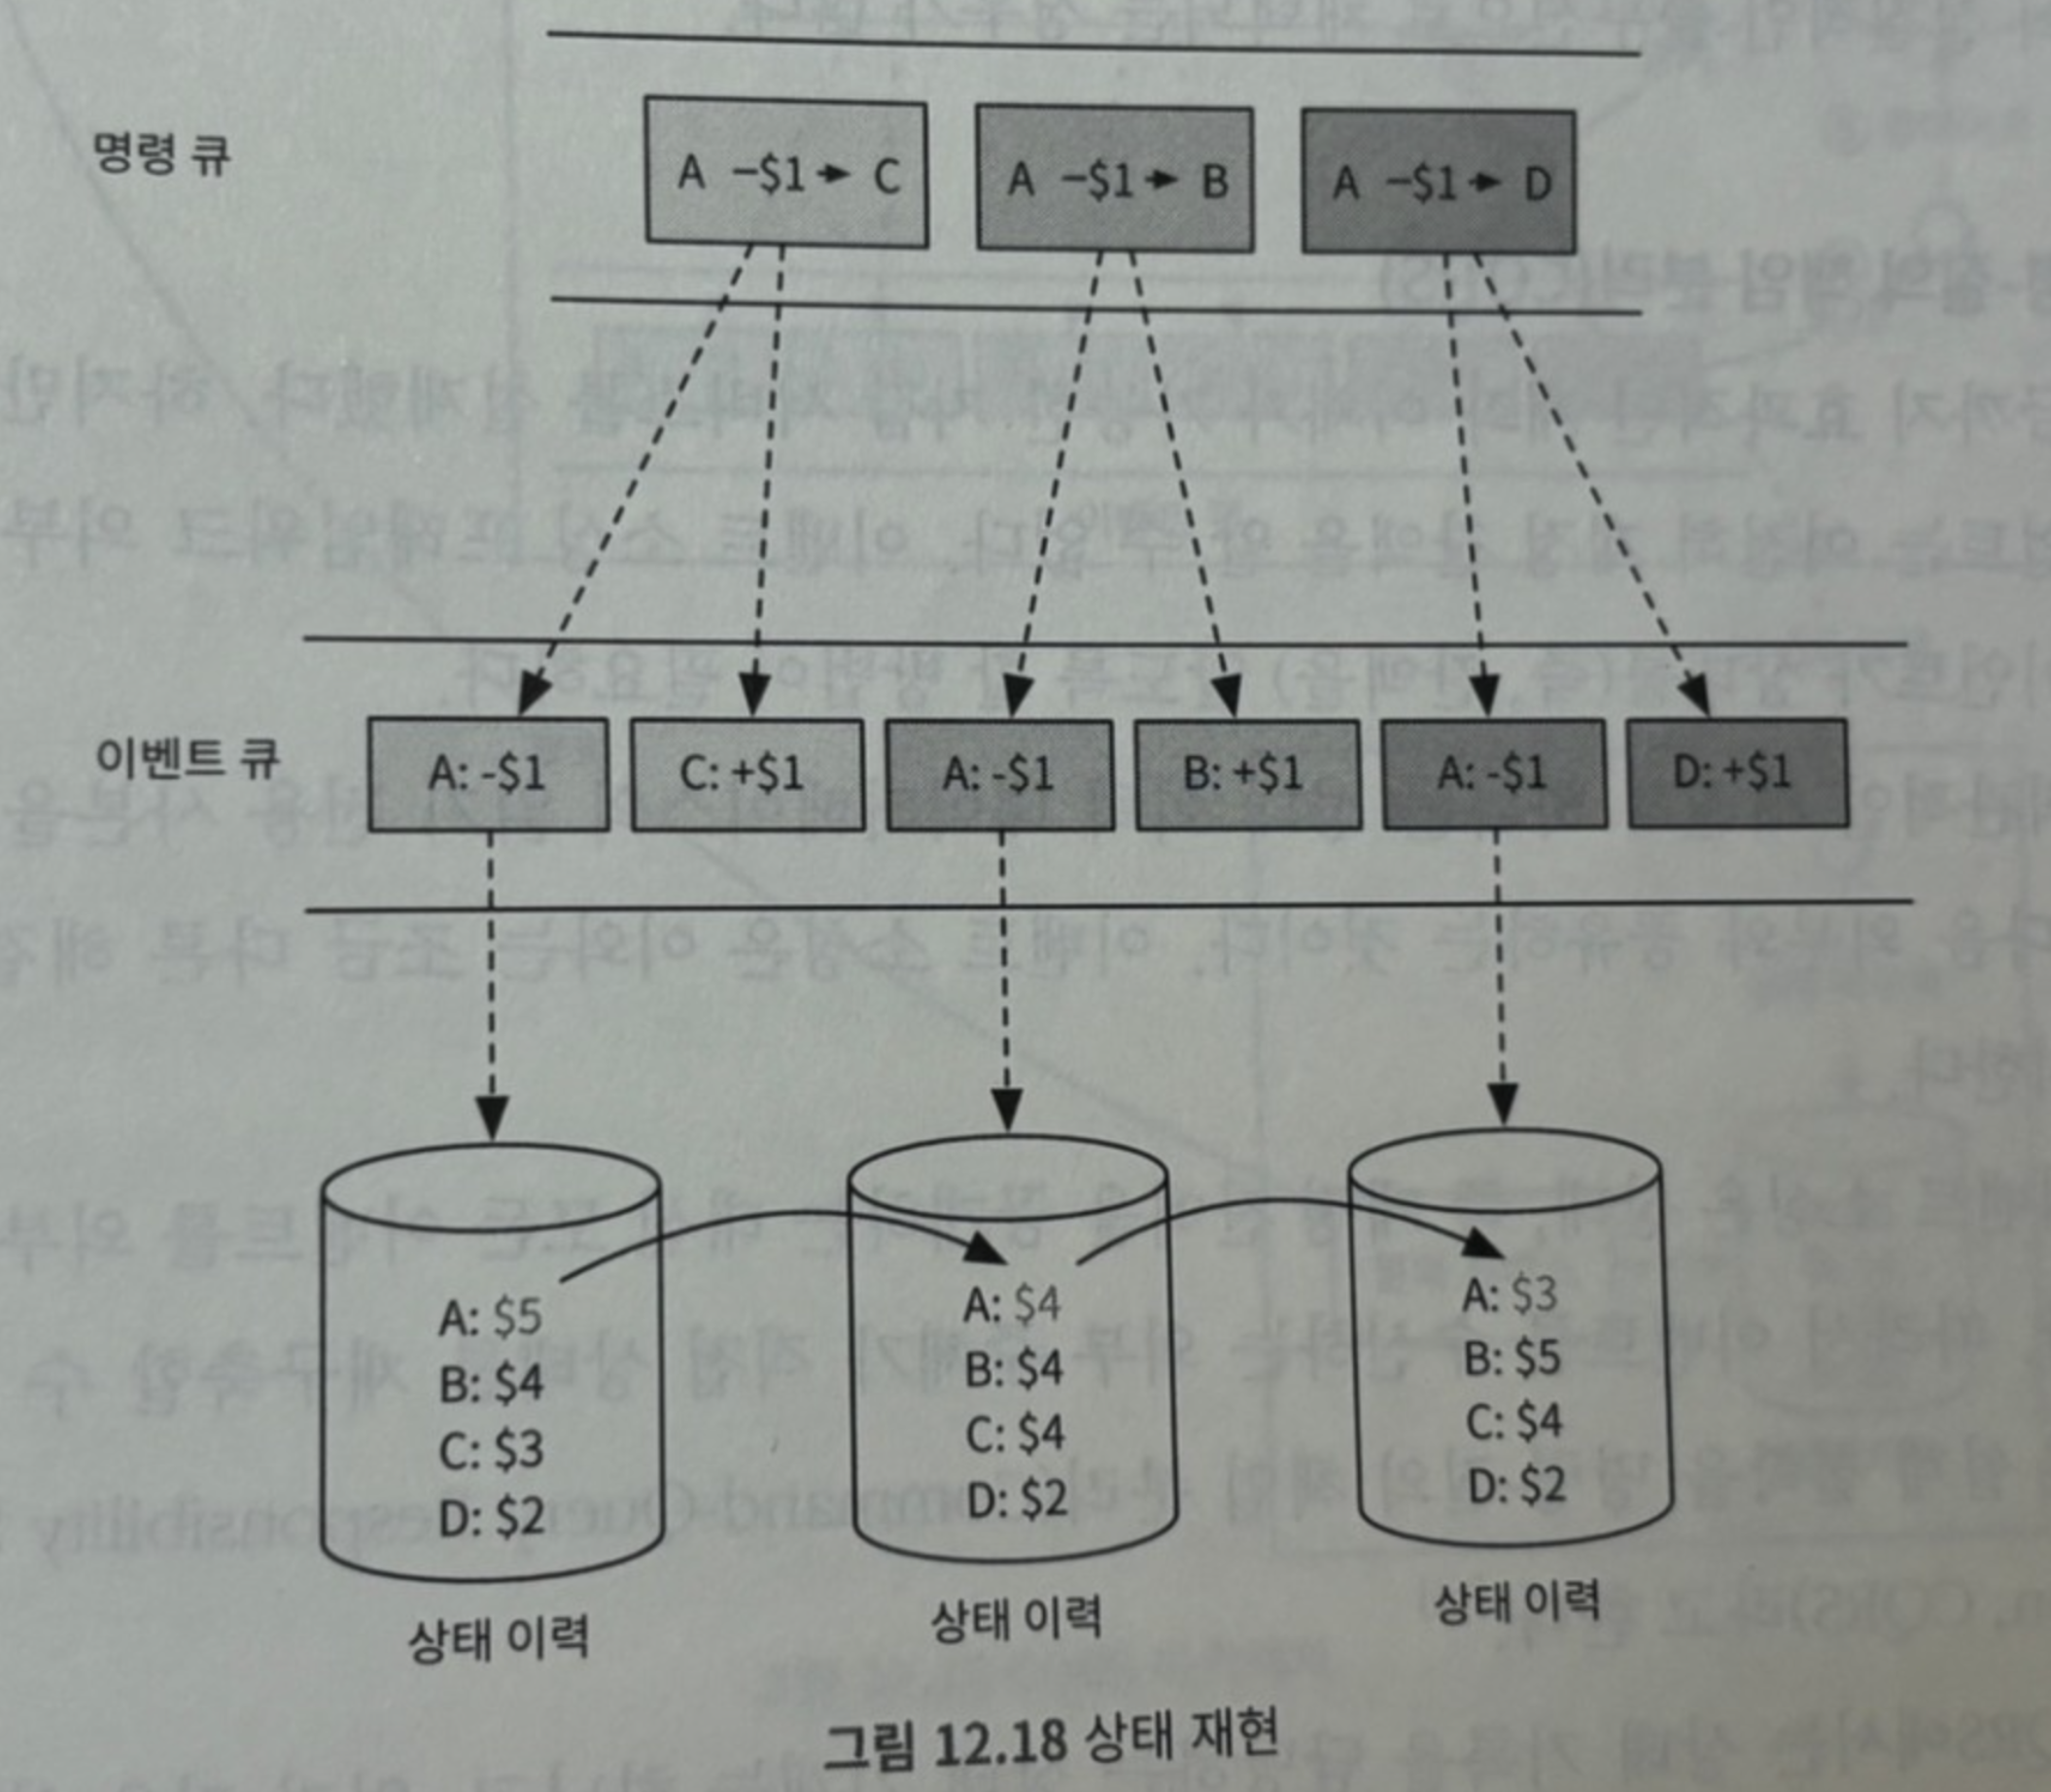 명령 큐
A –$1→ C
A –$1→ B
A –$1→ D
이벤트 큐
A: -$1
C: +$1
A: -$1
B: +$1
A: -$1
D: +$1
A: $5
B: $4
C: $3
D: $2
상태 이력
A: $4
B: $4
C: $4
D: $2
상태 이력
A: $3
B: $5
C: $4
D: $2
상태 이력
그림 12.18 상태 재현